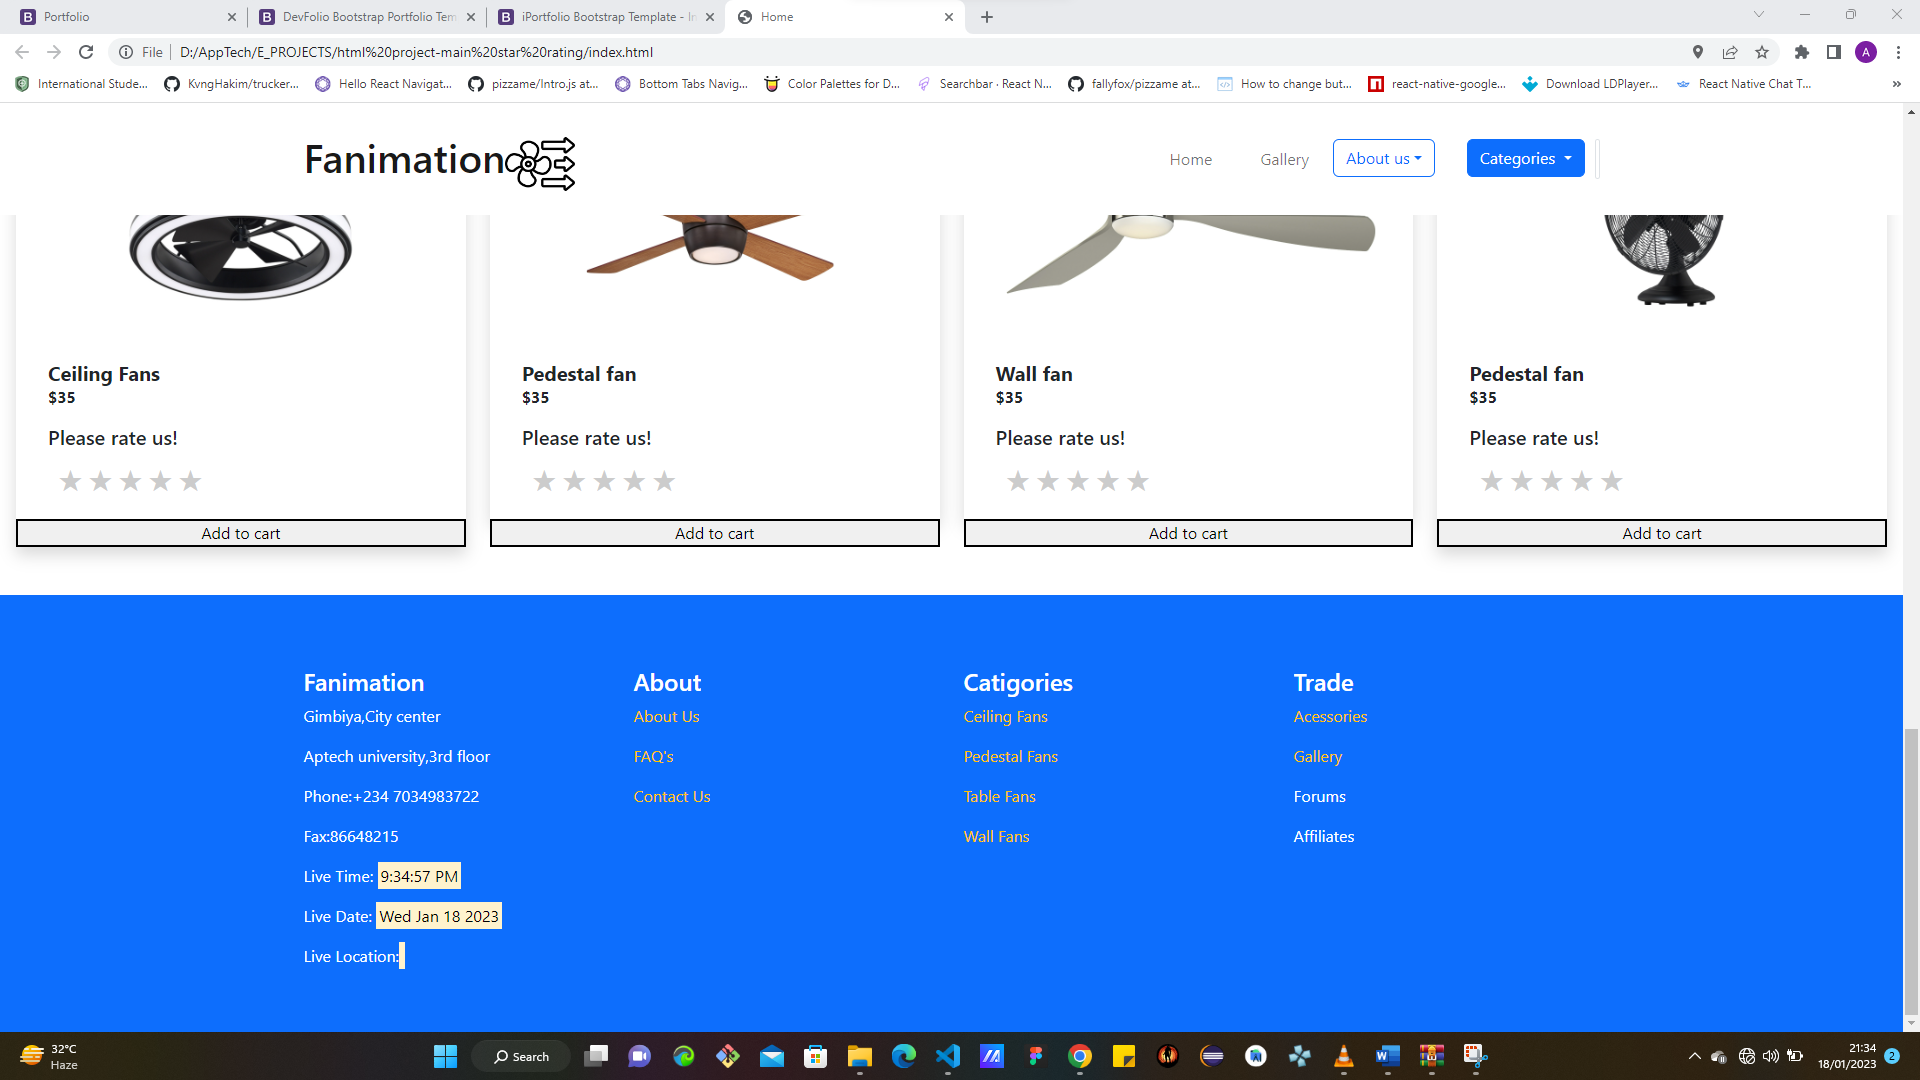 Portfolio
DevFolio Bootstrap Portfolio Tem
iPortfolio Bootstrap Template - In
Home
File
D:/AppTech/E_PROJECTS/html%20project-main%20star%20rating/index.html
A
International Stude...
KvngHakim/trucker...
Hello React Navigat...
pizzame/Intro.js at...
Bottom Tabs Navig...
Color Palettes for D...
Searchbar · React N...
fallyfox/pizzame at...
How to change but...
react-native-google...
Download LDPlayer...
React Native Chat T...
»
Fanimation
Home
Gallery
About us
Categories
Ceiling Fans
$35
Please rate us!
★★★★★
Add to cart
Pedestal fan
$35
Please rate us!
★★★★★
Add to cart
Wall fan
$35
Please rate us!
★★★★★
Add to cart
Pedestal fan
$35
Please rate us!
★★★★★
Add to cart
Fanimation
Gimbiya,City center
Aptech university,3rd floor
Phone:+234 7034983722
Fax:86648215
Live Time: 9:34:57 PM
Live Date: Wed Jan 18 2023
Live Location:
About
About Us
FAQ's
Contact Us
Catigories
Ceiling Fans
Pedestal Fans
Table Fans
Wall Fans
Trade
Acessories
Gallery
Forums
Affiliates
32°C
Haze
Search
21:34
18/01/2023
2